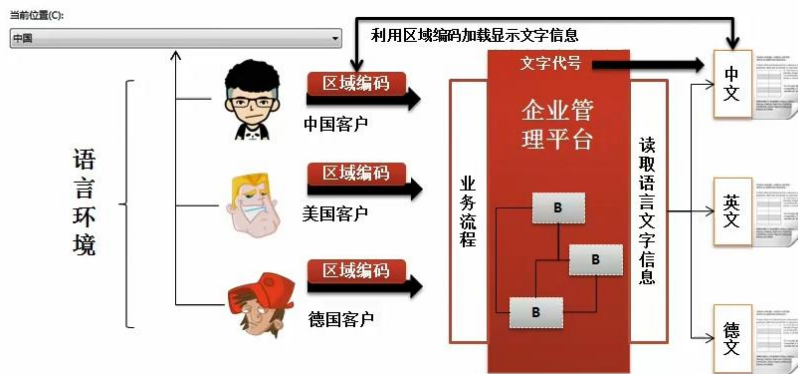 当前位置(C):
中国
利用区域编码加载显示文字信息
语言环境
区域编码
中国客户
区域编码
美国客户
区域编码
德国客户
业务流程
文字代号
企业管
理平台
B
B
B
读取语言文字信息
中文
英文
德文